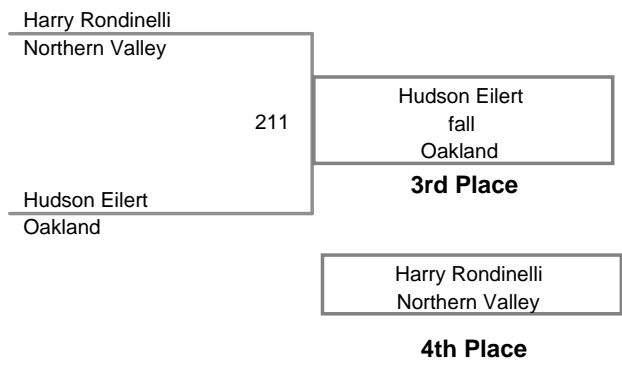 Harry Rondinelli
Northern Valley
211
Hudson Eilert
fall
Oakland
3rd Place
Hudson Eilert
Oakland
Harry Rondinelli
Northern Valley
4th Place